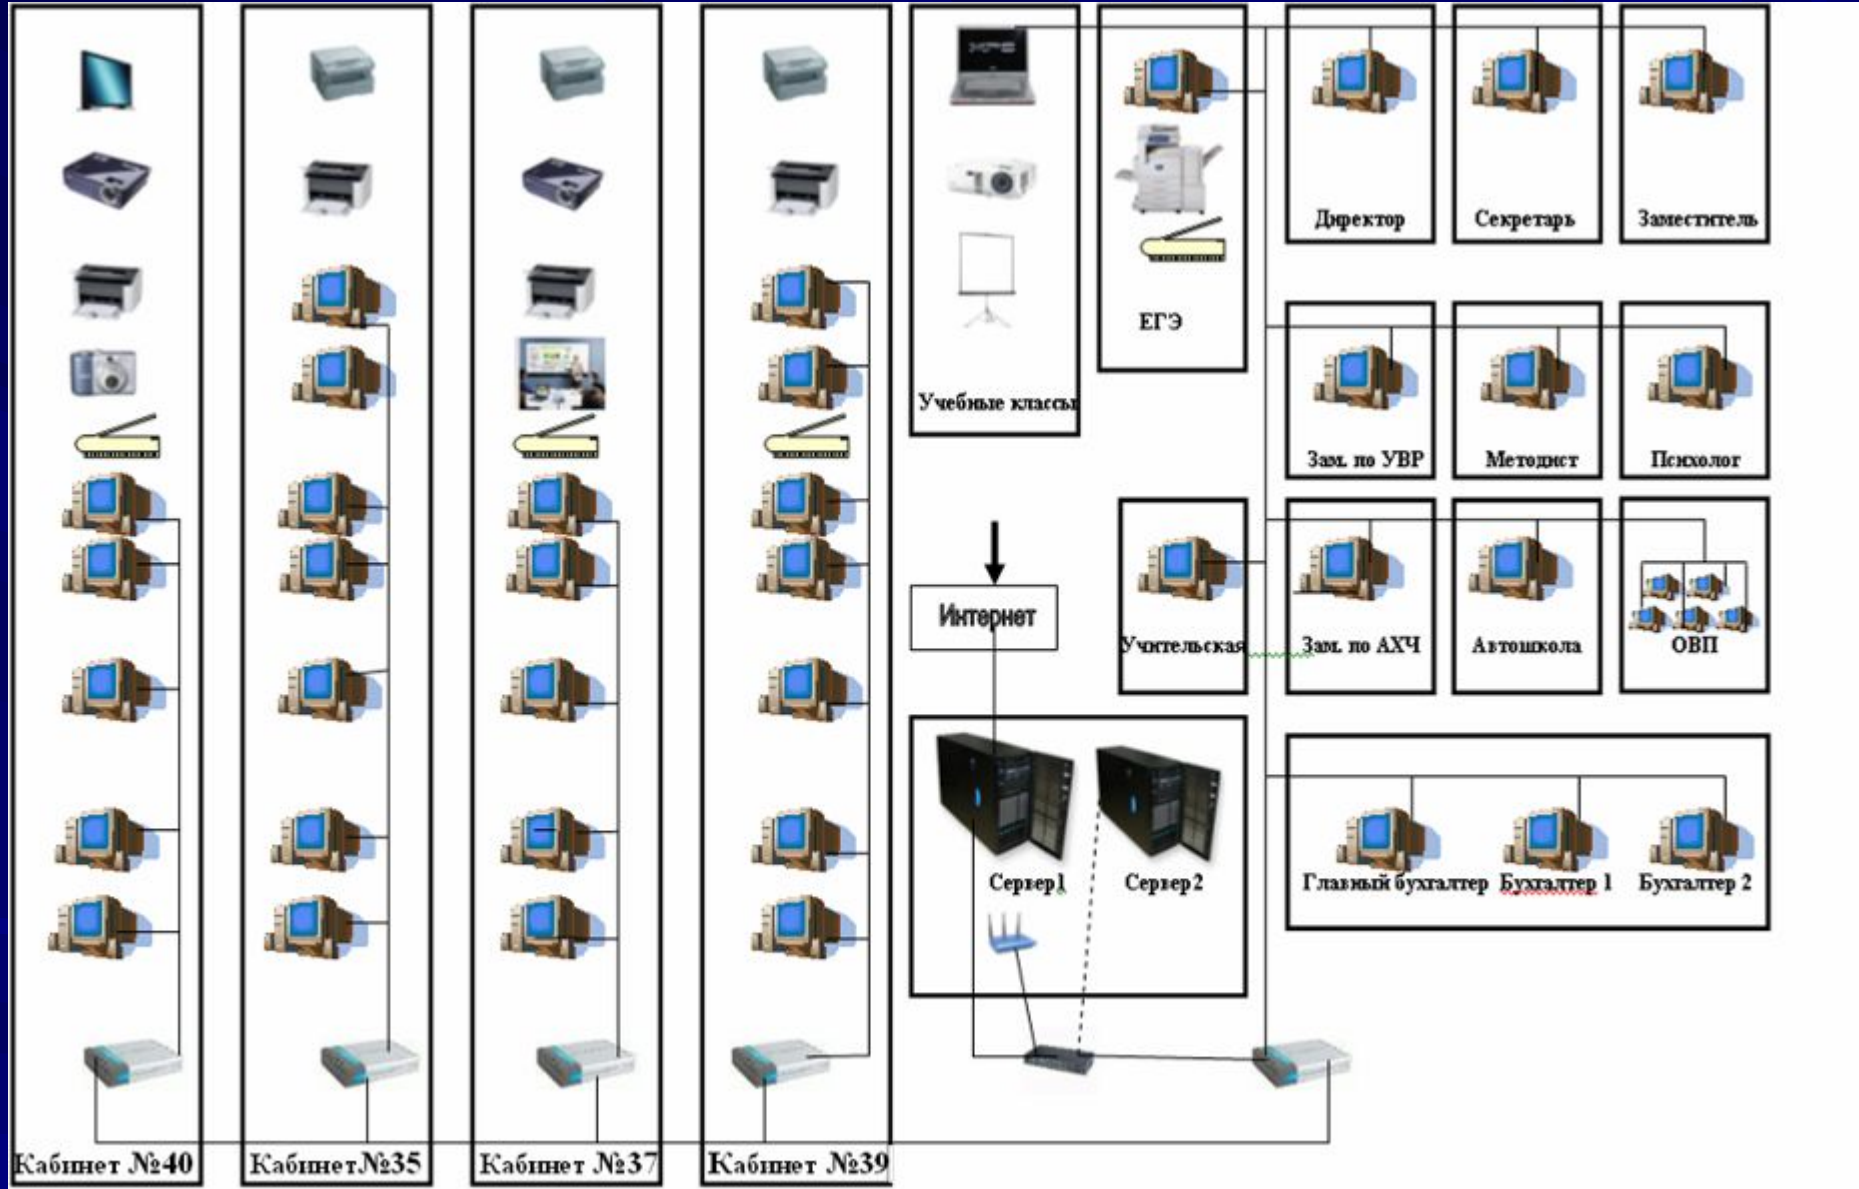 XPS
Директор
Секретарь
Заместитель
ЕГЭ
Учебные классы
Зам. по УВР
Методист
Психолог
Интернет
Учительская
Зам. по АХЧ
Автошкола
ОВП
Сервер1
Сервер2
Главный бухгалтер
Бухгалтер 1
Бухгалтер 2
Кабинет №40
Кабинет№35
Кабинет №37
Кабинет №39